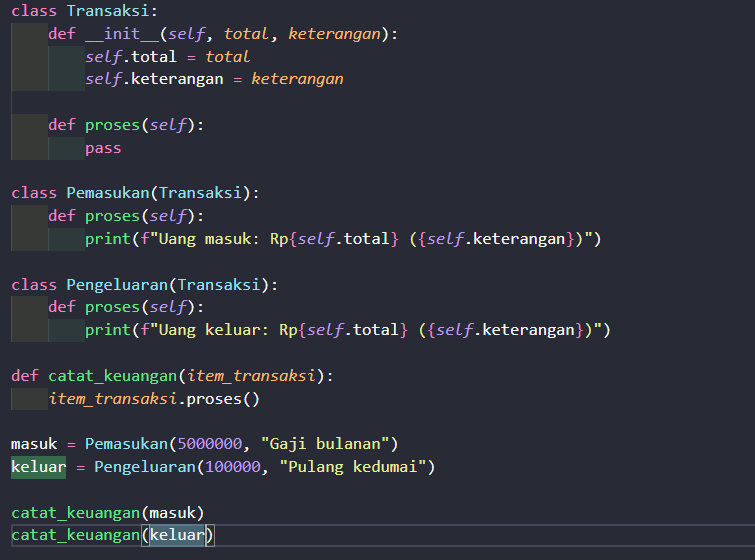 class Transaksi:
    def __init__(self, total, keterangan):
        self.total = total
        self.keterangan = keterangan

    def proses(self):
        pass

class Pemasukan(Transaksi):
    def proses(self):
        print(f"Uang masuk: Rp{self.total} ({self.keterangan})")

class Pengeluaran(Transaksi):
    def proses(self):
        print(f"Uang keluar: Rp{self.total} ({self.keterangan})")

def catat_keuangan(item_transaksi):
    item_transaksi.proses()

masuk = Pemasukan(5000000, "Gaji bulanan")
keluar = Pengeluaran(100000, "Pulang kedumai")

catat_keuangan(masuk)
catat_keuangan(keluar)